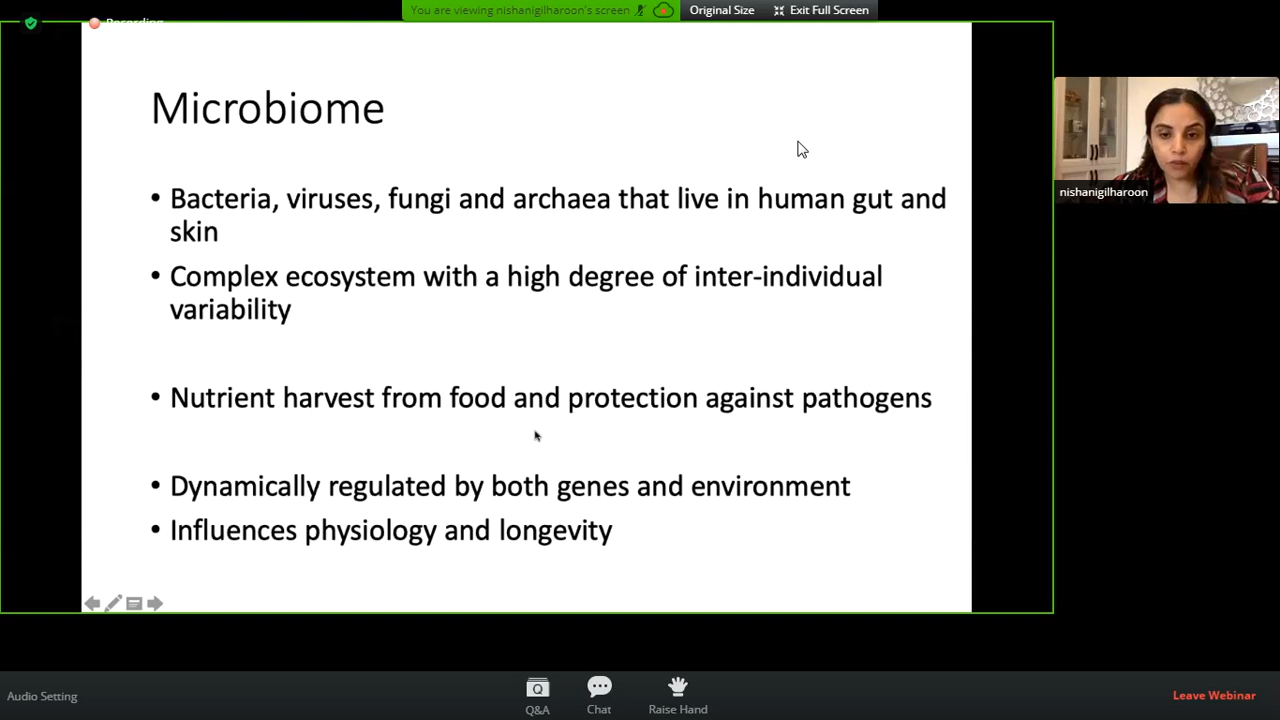 You are viewing nishanigilharoon's screen
Original Size
Exit Full Screen
Recording
Microbiome
• Bacteria, viruses, fungi and archaea that live in human gut and
skin
• Complex ecosystem with a high degree of inter-individual
variability
• Nutrient harvest from food and protection against pathogens
• Dynamically regulated by both genes and environment
• Influences physiology and longevity
nishanigilharoon
Audio Setting
Q
Q&A
Chat
Raise Hand
Leave Webinar